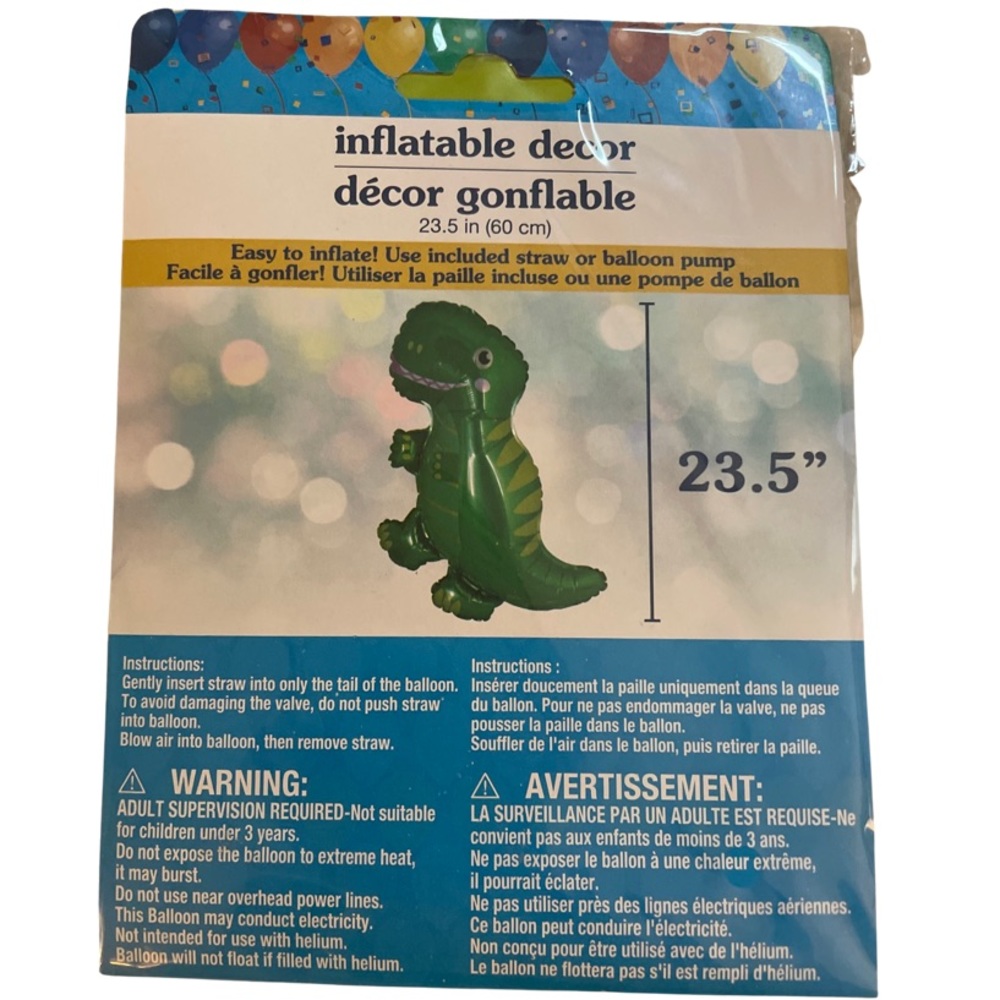 inflatable decor
décor gonflable
23.5 in (60 cm)
Easy to inflate! Use included straw or balloon pump
Facile à gonfler! Utiliser la paille incluse ou une pompe de ballon
23.5”
Instructions:
Gently insert straw into only the tail of the balloon.
To avoid damaging the valve, do not push straw
into balloon.
Blow air into balloon, then remove straw.
⚠ WARNING:
ADULT SUPERVISION REQUIRED-Not suitable
for children under 3 years.
Do not expose the balloon to extreme heat,
it may burst.
Do not use near overhead power lines.
This Balloon may conduct electricity.
Not intended for use with helium.
Balloon will not float if filled with helium.
Instructions :
Insérer doucement la paille uniquement dans la queue
du ballon. Pour ne pas endommager la valve, ne pas
pousser la paille dans le ballon.
Souffler de l'air dans le ballon, puis retirer la paille.
⚠ AVERTISSEMENT:
LA SURVEILLANCE PAR UN ADULTE EST REQUISE-Ne
convient pas aux enfants de moins de 3 ans.
Ne pas exposer le ballon à une chaleur extrême,
il pourrait éclater.
Ne pas utiliser près des lignes électriques aériennes.
Ce ballon peut conduire l'électricité.
Non conçu pour être utilisé avec de l'hélium.
Le ballon ne flottera pas s'il est rempli d'hélium.